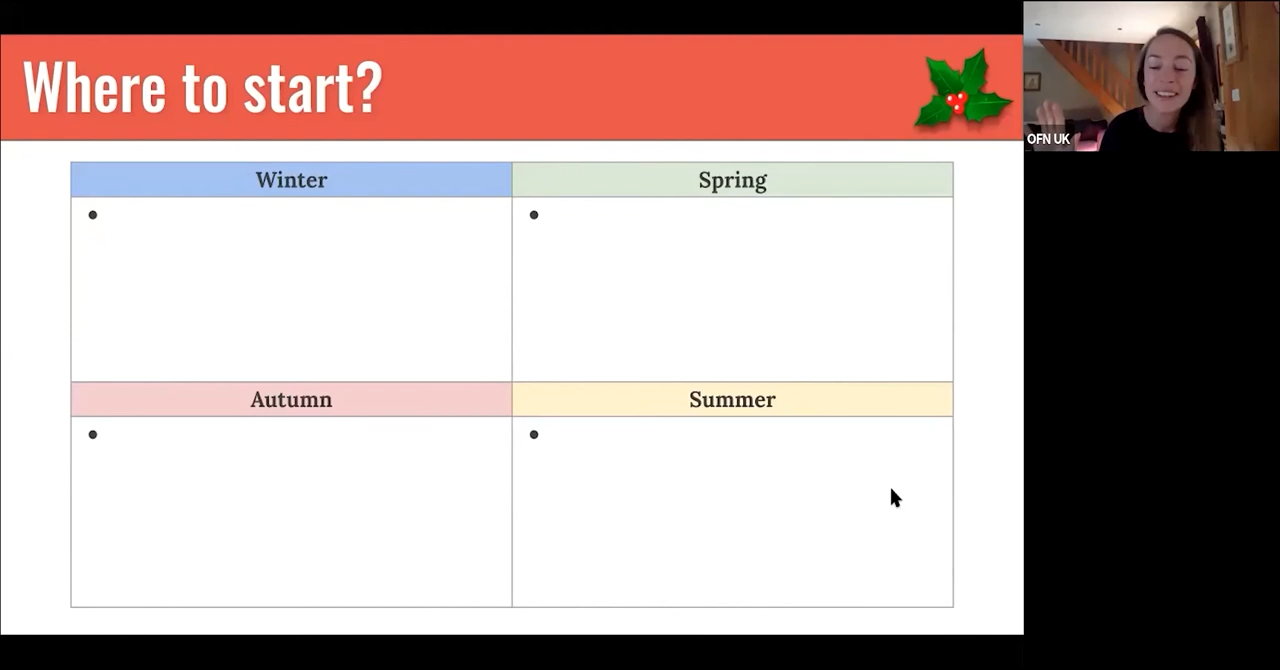 Where to start?
OFN UK
Winter
Spring
Autumn
Summer